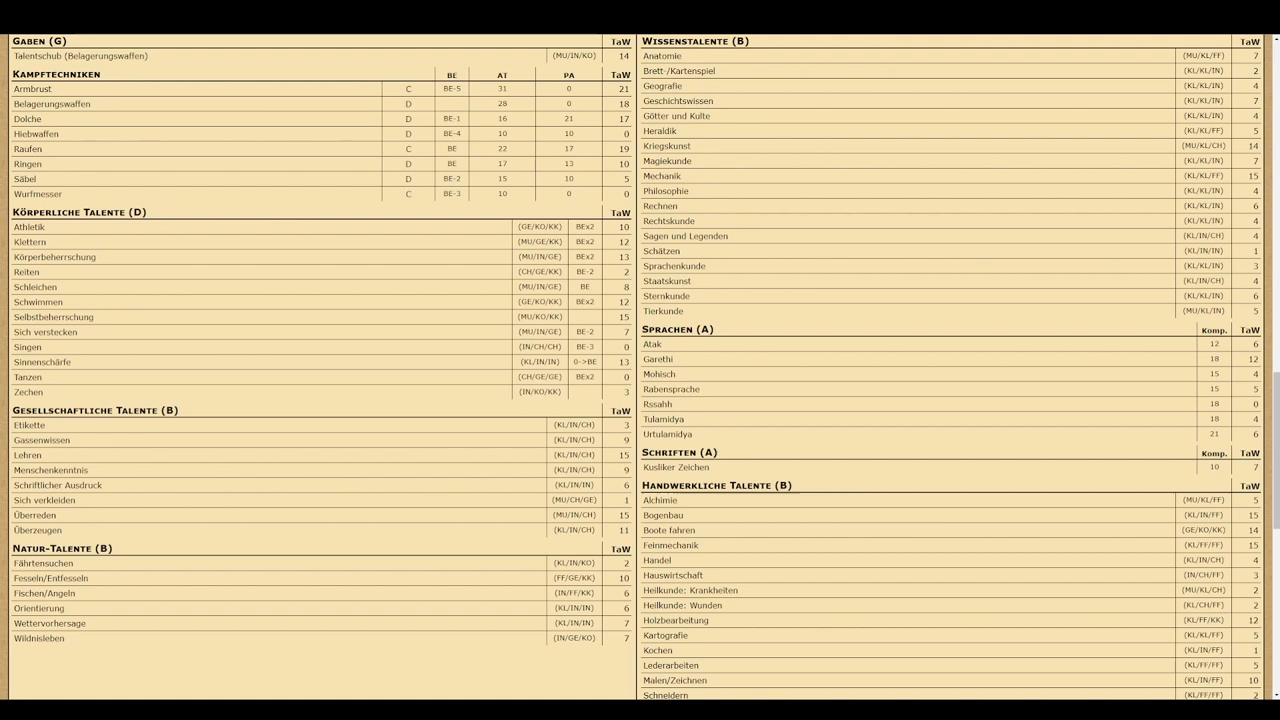 GABEN (G) TaW
Talentschub (Belagerungswaffen) (MU/IN/KO) 14
KAMPFTECHNIKEN BE AT PA TaW
Armbrust C BE-5 31 0 21
Belagerungswaffen D 28 0 18
Dolche D BE-1 16 21 17
Hiebwaffen D BE-4 10 10 0
Raufen C BE 22 17 19
Ringen D BE 17 13 10
Säbel D BE-2 15 10 5
Wurfmesser C BE-3 10 0 0
KÖRPERLICHE TALENTE (D) TaW
Athletik (GE/KO/KK) BEx2 10
Klettern (MU/GE/KK) BEx2 12
Körperbeherrschung (MU/IN/GE) BEx2 13
Reiten (CH/GE/KK) BE-2 2
Schleichen (MU/IN/GE) BE 8
Schwimmen (GE/KO/KK) BEx2 12
Selbstbeherrschung (MU/KO/KK) 15
Sich verstecken (MU/IN/GE) BE-2 7
Singen (IN/CH/CH) BE-3 0
Sinnenschärfe (KL/IN/IN) 0->BE 13
Tanzen (CH/GE/GE) BEx2 0
Zechen (IN/KO/KK) 3
GESELLSCHAFTLICHE TALENTE (B) TaW
Etikette (KL/IN/CH) 3
Gassenwissen (KL/IN/CH) 9
Lehren (KL/IN/CH) 15
Menschenkenntnis (KL/IN/CH) 9
Schriftlicher Ausdruck (KL/IN/IN) 6
Sich verkleiden (MU/CH/GE) 1
Überreden (MU/IN/CH) 15
Überzeugen (KL/IN/CH) 11
NATUR-TALENTE (B) TaW
Fährtensuchen (KL/IN/KO) 2
Fesseln/Entfesseln (FF/GE/KK) 10
Fischen/Angeln (IN/FF/KK) 6
Orientierung (KL/IN/IN) 6
Wettervorhersage (KL/IN/IN) 7
Wildnisleben (IN/GE/KO) 7
WISSENSTALENTE (B) TaW
Anatomie (MU/KL/FF) 7
Brett-/Kartenspiel (KL/KL/IN) 2
Geografie (KL/KL/IN) 4
Geschichtswissen (KL/KL/IN) 7
Götter und Kulte (KL/KL/IN) 4
Heraldik (KL/KL/FF) 5
Kriegskunst (MU/KL/CH) 14
Magiekunde (KL/KL/IN) 7
Mechanik (KL/KL/FF) 15
Philosophie (KL/KL/IN) 4
Rechnen (KL/KL/IN) 6
Rechtskunde (KL/KL/IN) 4
Sagen und Legenden (KL/IN/CH) 4
Schätzen (KL/IN/IN) 1
Sprachenkunde (KL/KL/IN) 3
Staatskunst (KL/IN/CH) 4
Sternkunde (KL/KL/IN) 6
Tierkunde (MU/KL/IN) 5
SPRACHEN (A) Komp. TaW
Atak 12 6
Garethi 18 12
Mohisch 15 4
Rabensprache 15 5
Rssahh 18 0
Tulamidya 18 4
Urtulamidya 21 6
SCHRIFTEN (A) Komp. TaW
Kusliker Zeichen 10 7
HANDWERKLICHE TALENTE (B) TaW
Alchimie (MU/KL/FF) 5
Bogenbau (KL/IN/FF) 15
Boote fahren (GE/KO/KK) 14
Feinmechanik (KL/FF/FF) 15
Handel (KL/IN/CH) 4
Hauswirtschaft (IN/CH/FF) 3
Heilkunde: Krankheiten (MU/KL/CH) 2
Heilkunde: Wunden (KL/CH/FF) 2
Holzbearbeitung (KL/FF/KK) 12
Kartografie (KL/KL/FF) 5
Kochen (KL/IN/FF) 1
Lederarbeiten (KL/FF/FF) 5
Malen/Zeichnen (KL/IN/FF) 10
Schneidern (KL/FF/FF) 2